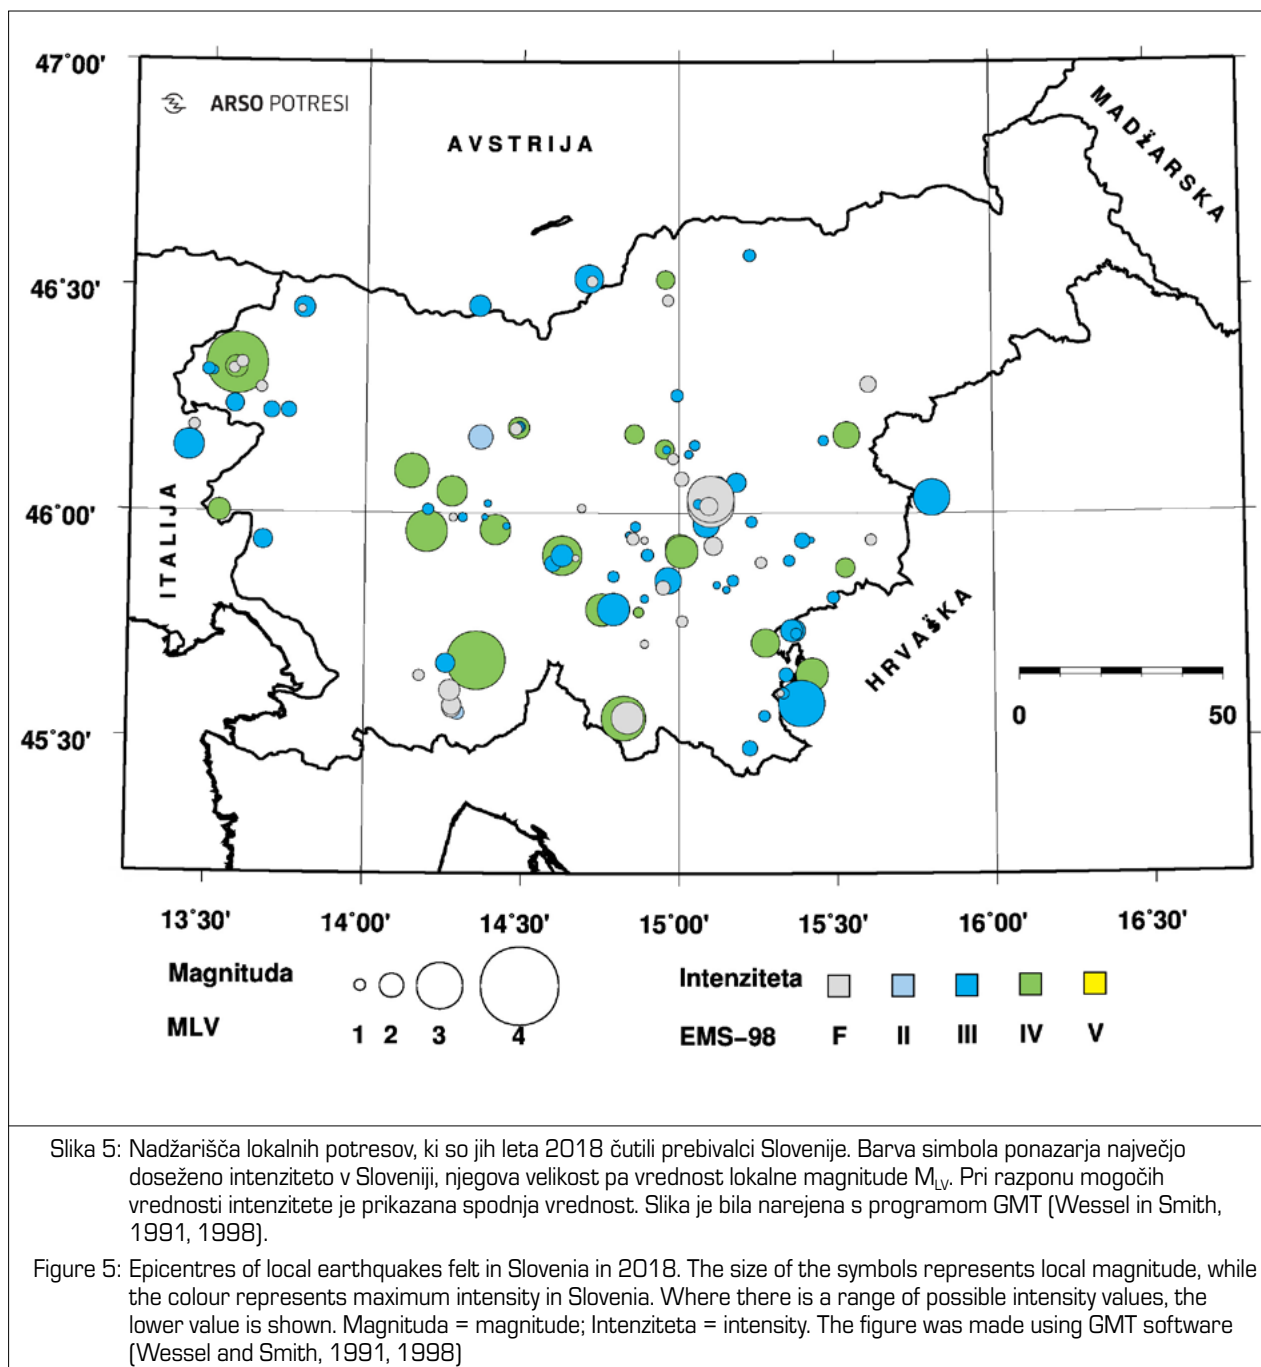 47°00'
ARSO POTRESI
AVSTRIJA
MADŽARSKA
46°30'
46°00'
ITALIJA
HRVAŠKA
0 50
45°30'
13°30' 14°00' 14°30' 15°00' 15°30' 16°00' 16°30'
Magnituda
MLV 1 2 3 4
Intenziteta
EMS-98 F II III IV V
Slika 5: Nadžarišča lokalnih potresov, ki so jih leta 2018 čutili prebivalci Slovenije. Barva simbola ponazarja največjo
doseženo intenziteto v Sloveniji, njegova velikost pa vrednost lokalne magnitude MLV. Pri razponu mogočih
vrednosti intenzitete je prikazana spodnja vrednost. Slika je bila narejena s programom GMT (Wessel in Smith,
1991, 1998).
Figure 5: Epicentres of local earthquakes felt in Slovenia in 2018. The size of the symbols represents local magnitude, while
the colour represents maximum intensity in Slovenia. Where there is a range of possible intensity values, the
lower value is shown. Magnituda = magnitude; Intenziteta = intensity. The figure was made using GMT software
(Wessel and Smith, 1991, 1998)